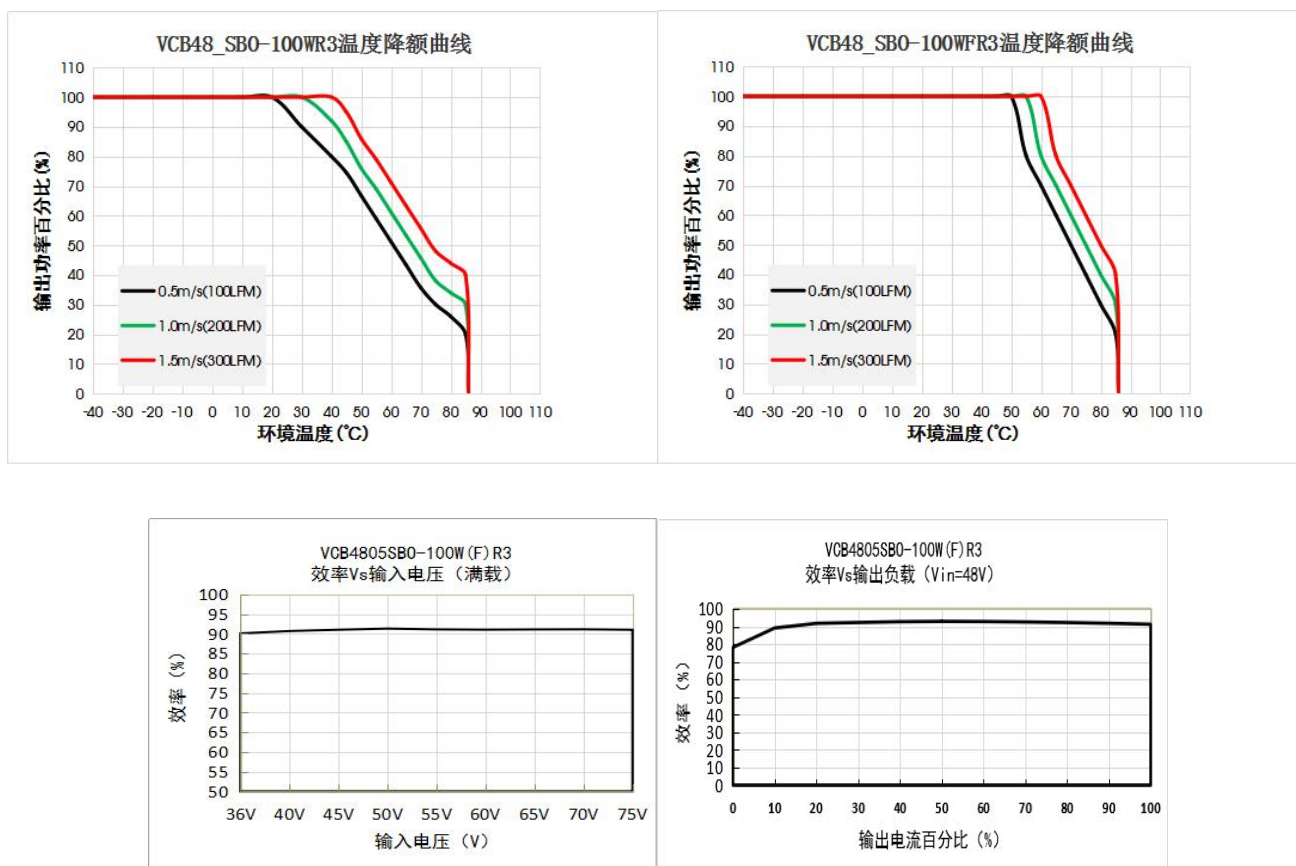 VCB48_SBO-100WR3温度降额曲线
110
100
90
80
70
60
50
40
30
20
10
0
输出功率百分比(%)
0.5m/s(100LFM)
1.0m/s(200LFM)
1.5m/s(300LFM)
-40 -30 -20 -10 0 10 20 30 40 50 60 70 80 90 100 110
环境温度(℃)
VCB48_SBO-100WFR3温度降额曲线
110
100
90
80
70
60
50
40
30
20
10
0
输出功率百分比(%)
0.5m/s(100LFM)
1.0m/s(200LFM)
1.5m/s(300LFM)
-40 -30 -20 -10 0 10 20 30 40 50 60 70 80 90 100 110
环境温度(℃)
VCB4805SBO-100W(F)R3
效率Vs输入电压（满载）
100
95
90
85
80
75
70
65
60
55
50
效率（%）
36V 40V 45V 50V 55V 60V 65V 70V 75V
输入电压（V）
VCB4805SBO-100W(F)R3
效率Vs输出负载（Vin=48V）
100
90
80
70
60
50
40
30
20
10
0
效率（%）
0 10 20 30 40 50 60 70 80 90 100
输出电流百分比（%）